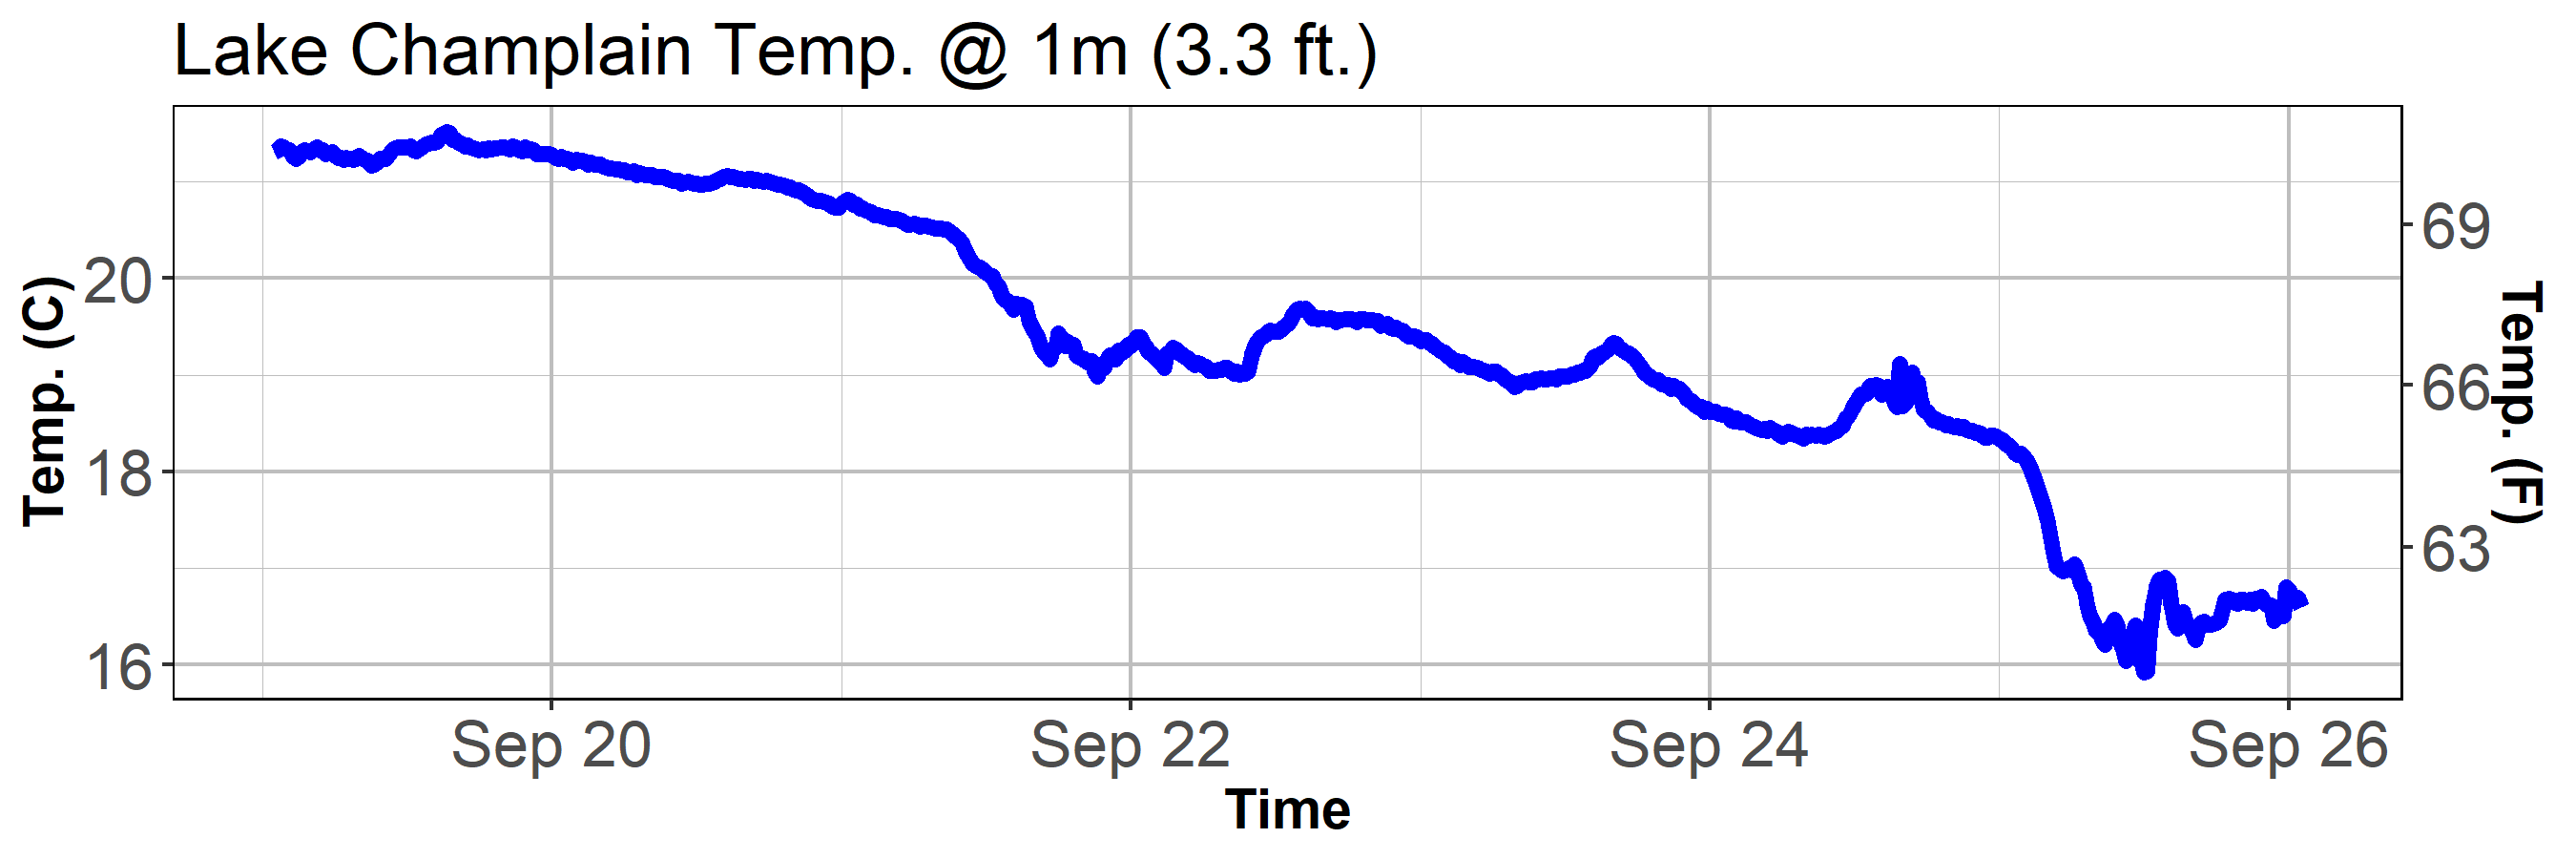 Lake Champlain Temp. @ 1m (3.3 ft.)
Temp. (C)
20
18
16
69
66
63
Temp. (F)
Sep 20
Sep 22
Sep 24
Sep 26
Time